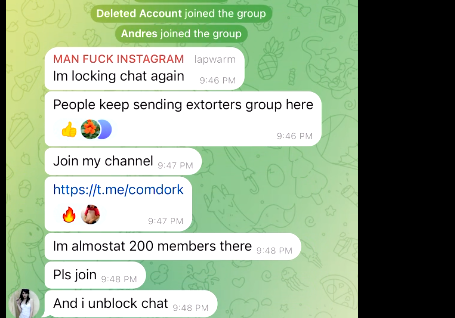 Deleted Account joined the group
Andres joined the group
MAN FUCK INSTAGRAM lapwarm
Im locking chat again 9:46 PM
People keep sending extorters group here
9:46 PM
Join my channel 9:47 PM
https://t.me/comdork
9:47 PM
Im almostat 200 members there 9:48 PM
Pls join 9:48 PM
And i unblock chat 9:48 PM